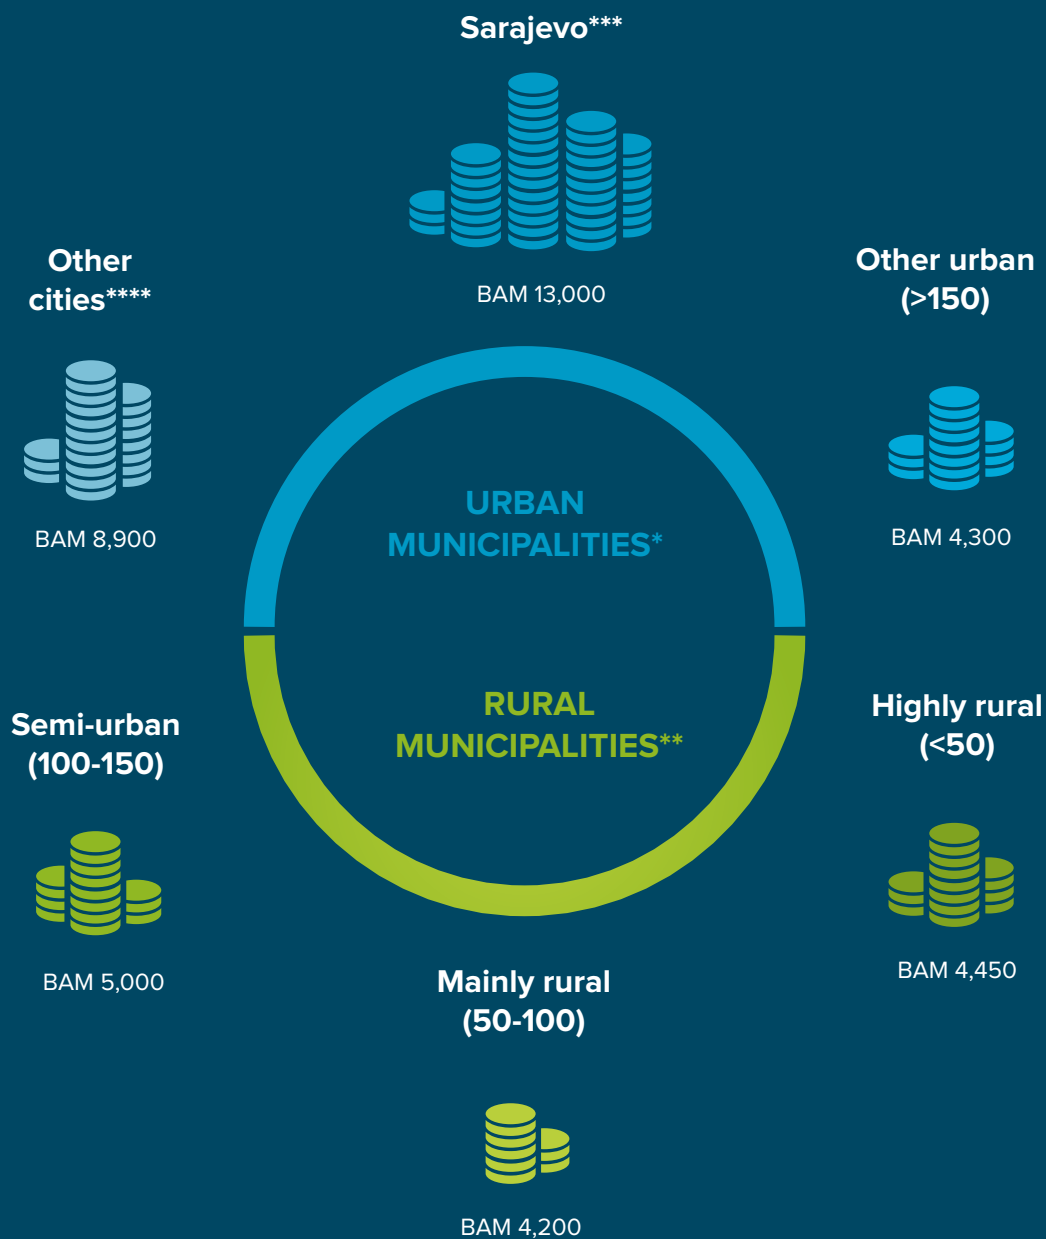 Sarajevo***
BAM 13,000
Other
cities****
BAM 8,900
Other urban
(>150)
BAM 4,300
URBAN
MUNICIPALITIES*
RURAL
MUNICIPALITIES**
Semi-urban
(100-150)
BAM 5,000
Highly rural
(<50)
BAM 4,450
Mainly rural
(50-100)
BAM 4,200